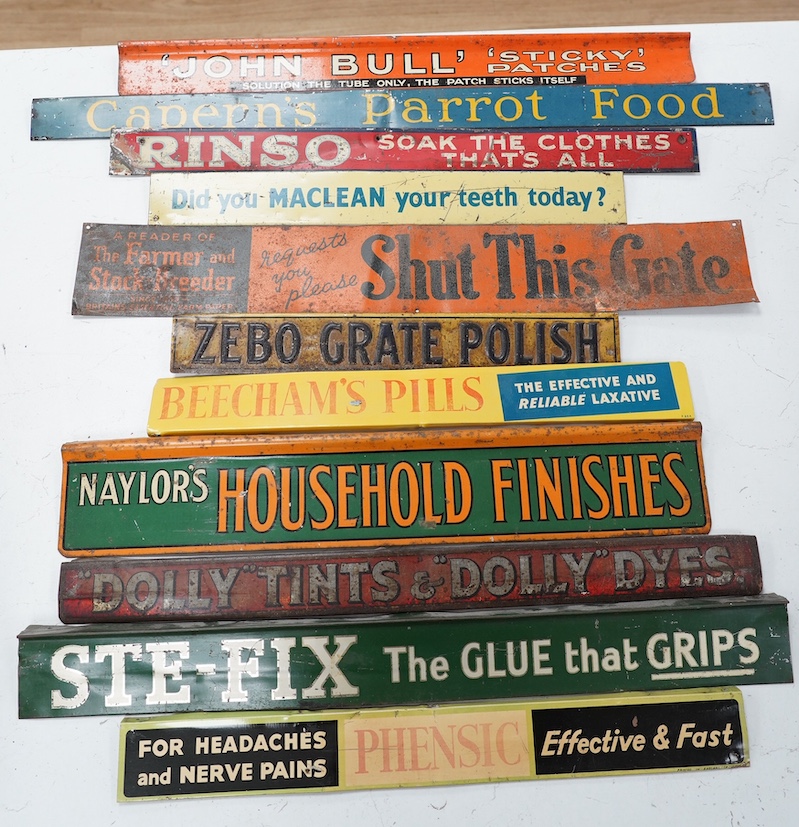 'JOHN BULL' 'STICKY' PATCHES
SOLUTION THE TUBE ONLY, THE PATCH STICKS ITSELF
Capern's Parrot Food
RINSO SOAK THE CLOTHES
THAT'S ALL
Did you MACLEAN your teeth today?
A READER OF
The Farmer and
Stock-Breeder
requests
you
please
Shut This Gate
ZEBO GRATE POLISH
BEECHAM'S PILLS
THE EFFECTIVE AND
RELIABLE LAXATIVE
NAYLOR'S HOUSEHOLD FINISHES
"DOLLY" TINTS & "DOLLY" DYES.
STE-FIX The GLUE that GRIPS
FOR HEADACHES
and NERVE PAINS
PHENSIC
Effective & Fast